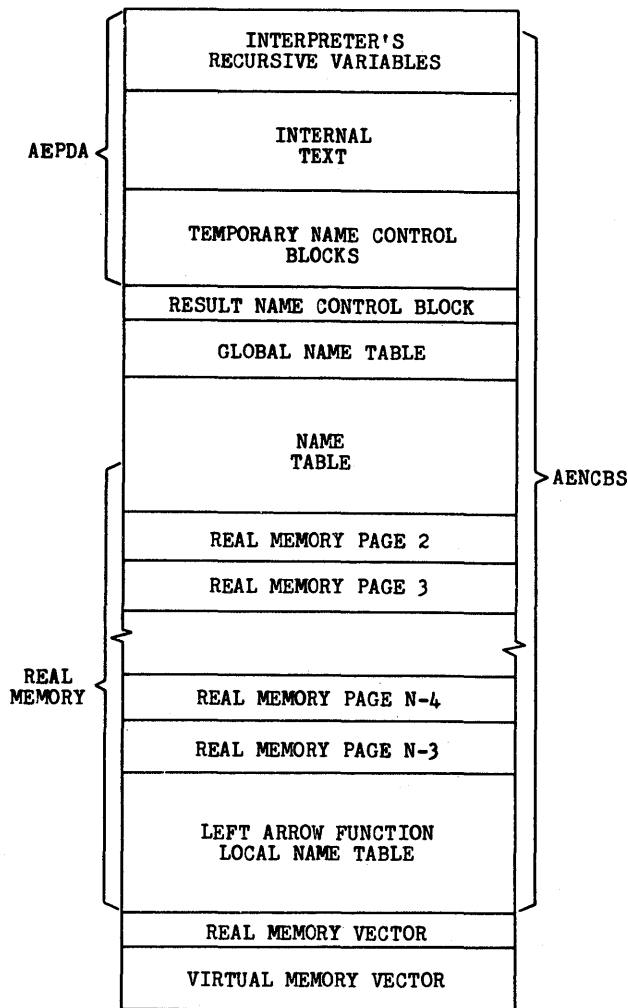 INTERPRETER'S
RECURSIVE VARIABLES
AEPDA
INTERNAL
TEXT
TEMPORARY NAME CONTROL
BLOCKS
RESULT NAME CONTROL BLOCK
GLOBAL NAME TABLE
NAME
TABLE
AENCBS
REAL MEMORY PAGE 2
REAL MEMORY PAGE 3
REAL
MEMORY
REAL MEMORY PAGE N-4
REAL MEMORY PAGE N-3
LEFT ARROW FUNCTION
LOCAL NAME TABLE
REAL MEMORY VECTOR
VIRTUAL MEMORY VECTOR